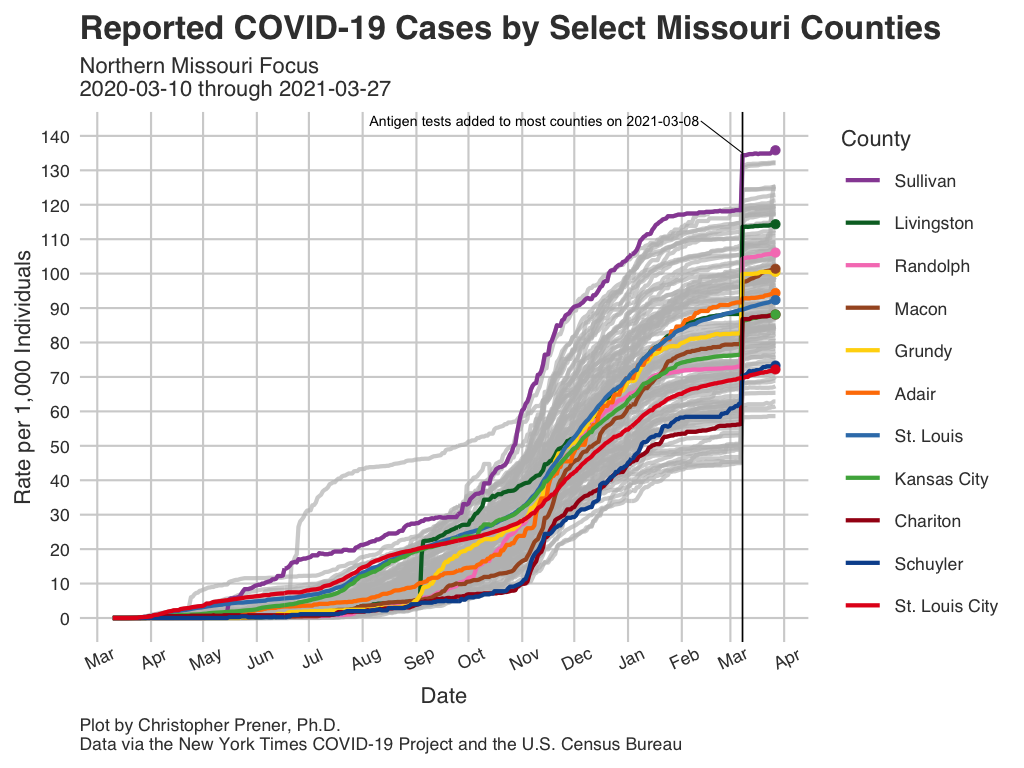 Reported COVID-19 Cases by Select Missouri Counties
Northern Missouri Focus
2020-03-10 through 2021-03-27
Antigen tests added to most counties on 2021-03-08
Rate per 1,000 Individuals
140
130
120
110
100
90
80
70
60
50
40
30
20
10
0
Mar Apr May Jun Jul Aug Sep Oct Nov Dec Jan Feb Mar Apr
Date
County
Sullivan
Livingston
Randolph
Macon
Grundy
Adair
St. Louis
Kansas City
Chariton
Schuyler
St. Louis City
Plot by Christopher Prener, Ph.D.
Data via the New York Times COVID-19 Project and the U.S. Census Bureau